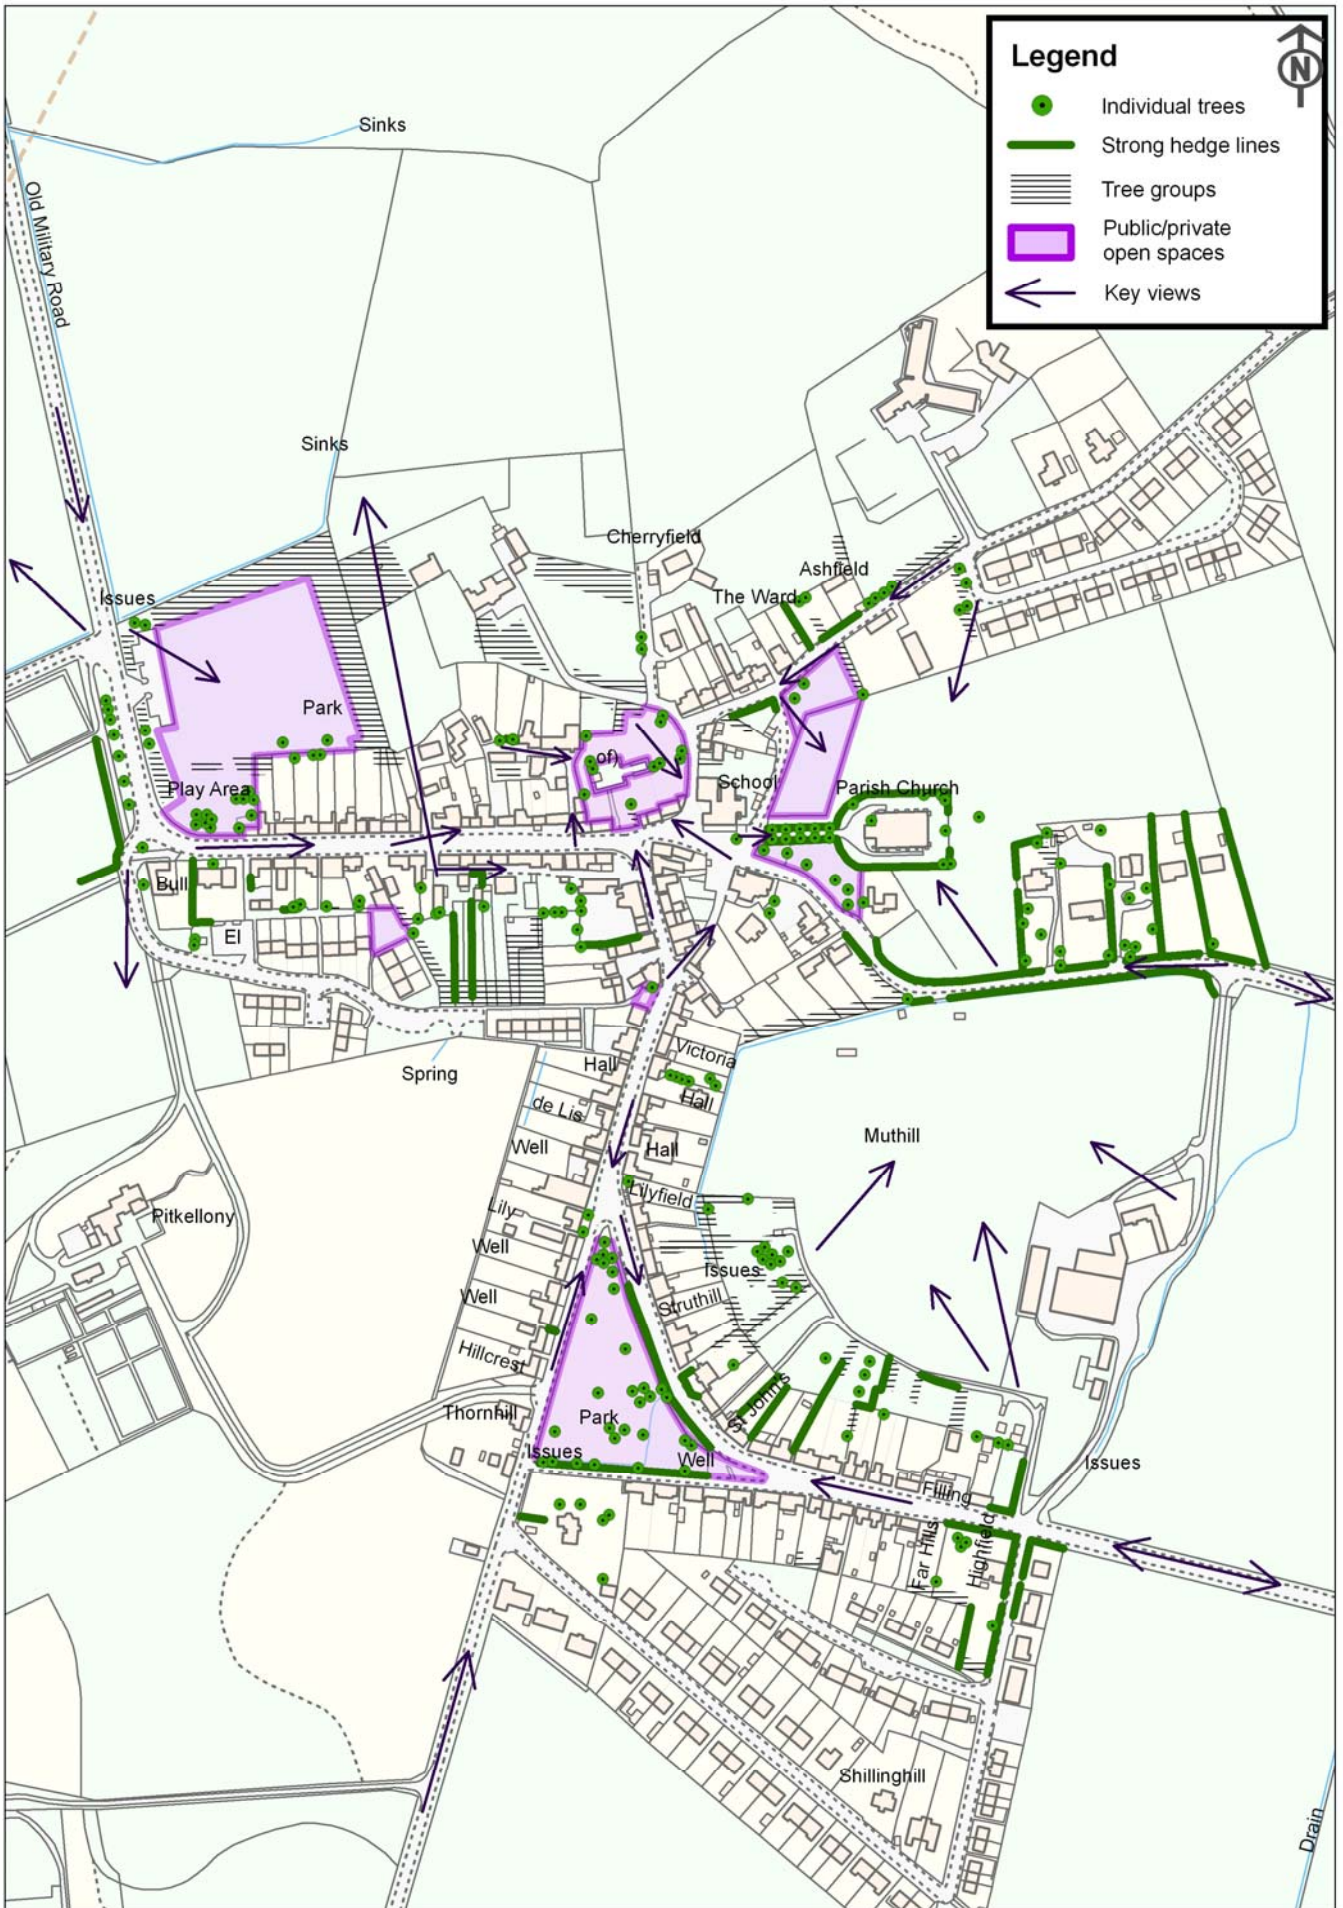 Legend
N
Individual trees
Strong hedge lines
Tree groups
Public/private
open spaces
Key views
Sinks
Old Military Road
Sinks
Cherryfield
Ashfield
The Ward
Issues
Park
of)
School
Play Area
Parish Church
Bull
El
Victoria
Hall
Spring
Hall
de Lis
Muthill
Well
Hall
Lilyfield
Lily
Pitkellony
Well
Issues
Well
Struthill
Hillcrest
St John's
Thornhill
Park
Issues
Well
Issues
Filling
Far Hills
Highfield
Shillinghill
Drain